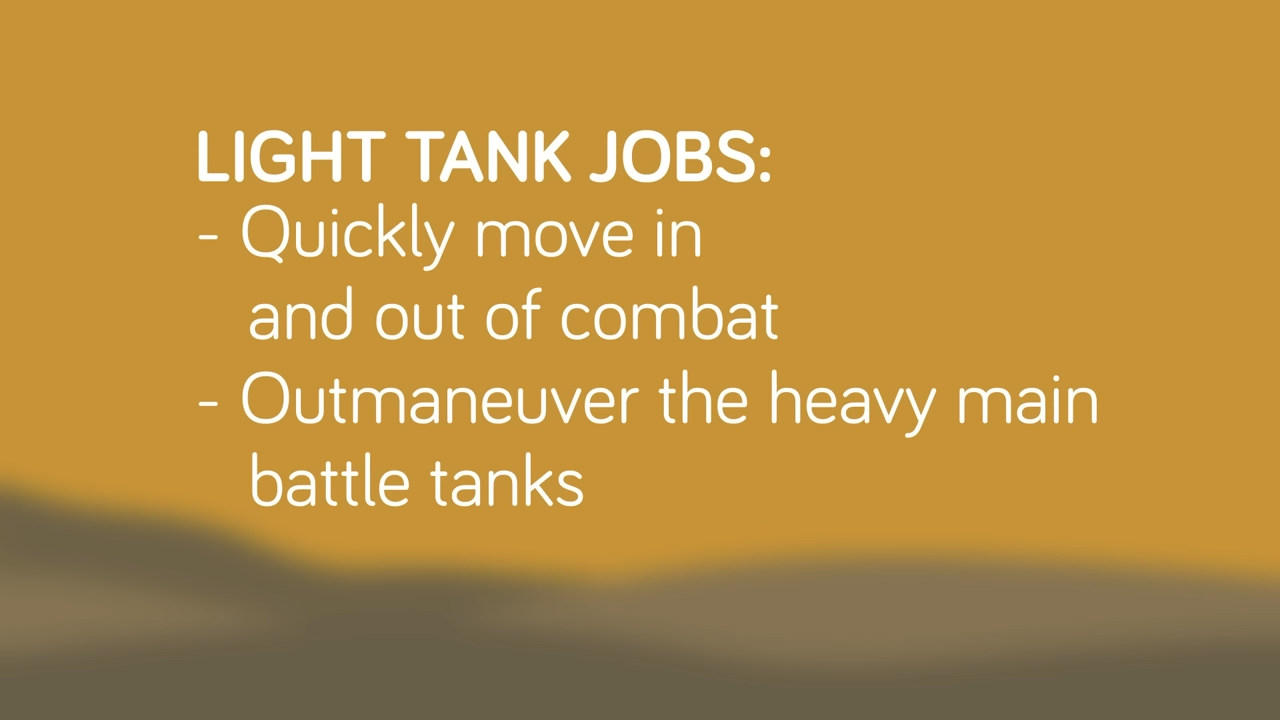 LIGHT TANK JOBS:
- Quickly move in
and out of combat
- Outmaneuver the heavy main
battle tanks